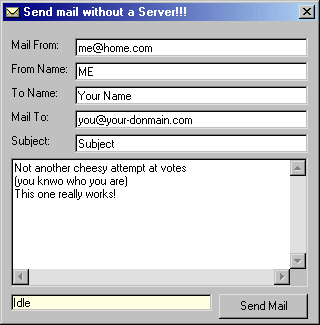 Send mail without a Server!!!
Mail From: me@home.com
From Name: ME
To Name: Your Name
Mail To: you@your-donmain.com
Subject: Subject
Not another cheesy attempt at votes
(you knwo who you are)
This one really works!
Idle Send Mail